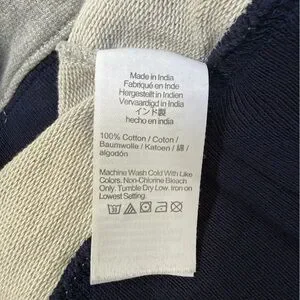 Made in India
Fabriqué en Inde
Hergestellt in Indien
Vervaardigd in India
インド製
hecho en india
100% Cotton / Coton /
Baumwolle / Katoen / 綿 /
algodón
Machine Wash Cold With Like
Colors. Non-Chlorine Bleach
Only. Tumble Dry Low. Iron on
Lowest Setting.